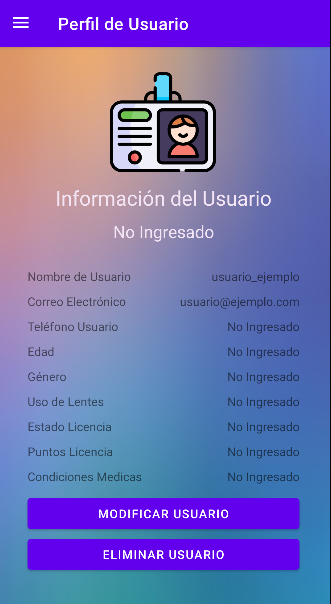 Perfil de Usuario
Información del Usuario
No Ingresado
Nombre de Usuario usuario_ejemplo
Correo Electrónico usuario@ejemplo.com
Teléfono Usuario No Ingresado
Edad No Ingresado
Género No Ingresado
Uso de Lentes No Ingresado
Estado Licencia No Ingresado
Puntos Licencia No Ingresado
Condiciones Medicas No Ingresado
MODIFICAR USUARIO
ELIMINAR USUARIO